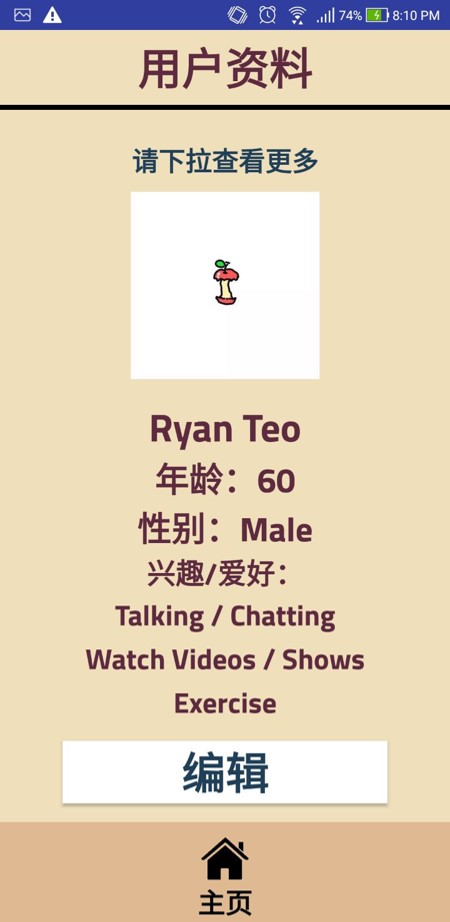 74% 8:10 PM
用户资料
请下拉查看更多
Ryan Teo
年龄：60
性别：Male
兴趣/爱好：
Talking / Chatting
Watch Videos / Shows
Exercise
编辑
主页